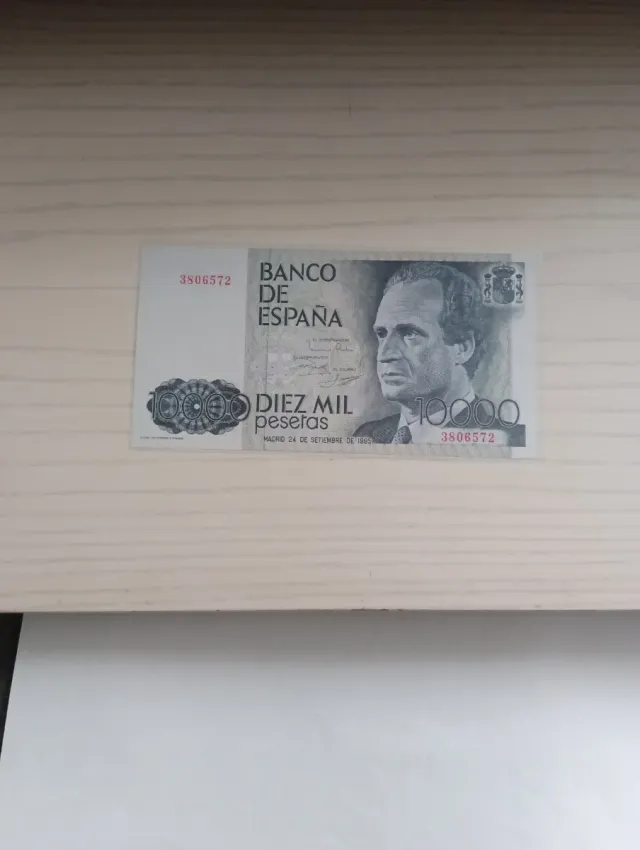 3806572
BANCO
DE
ESPAÑA
10000
DIEZ MIL
pesetas
10000
MADRID 24 DE SETIEMBRE DE 1985
3806572